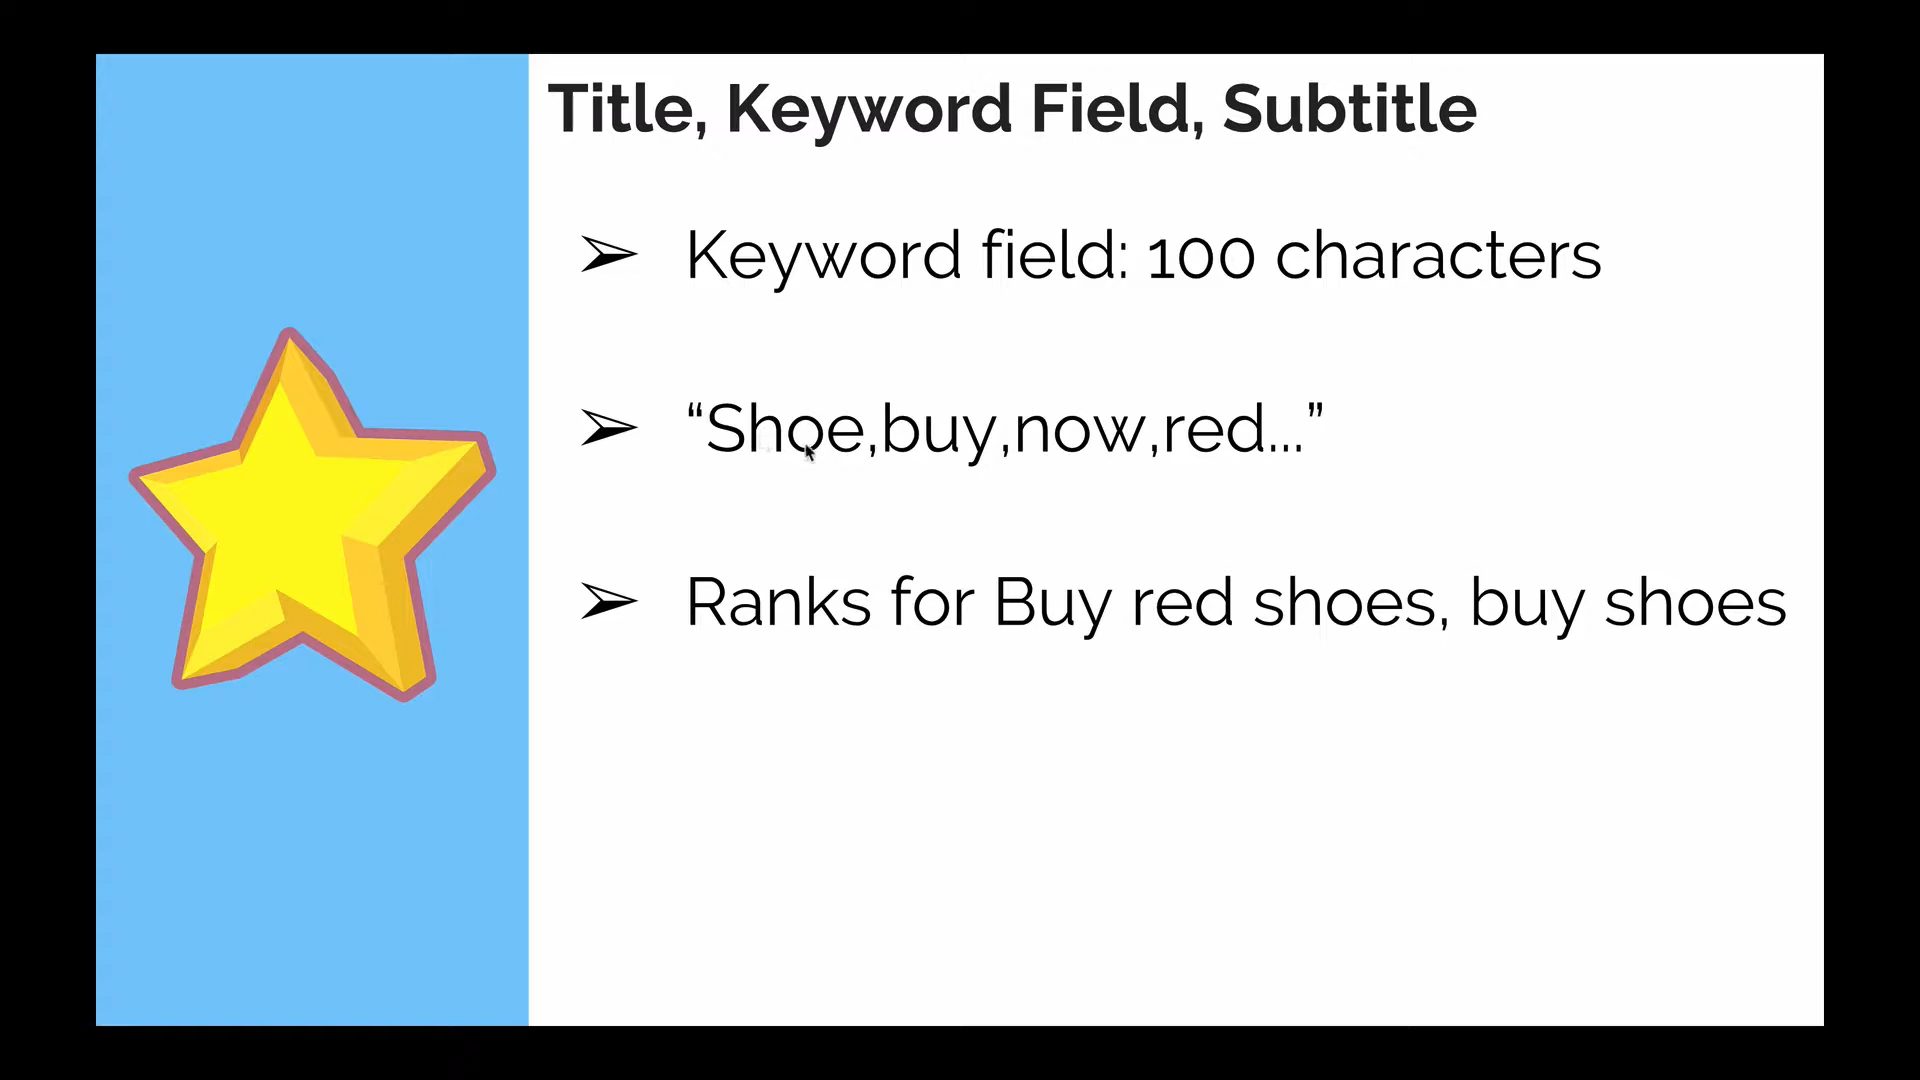 Title, Keyword Field, Subtitle
➢ Keyword field: 100 characters
➢ “Shoe,buy,now,red...”
➢ Ranks for Buy red shoes, buy shoes